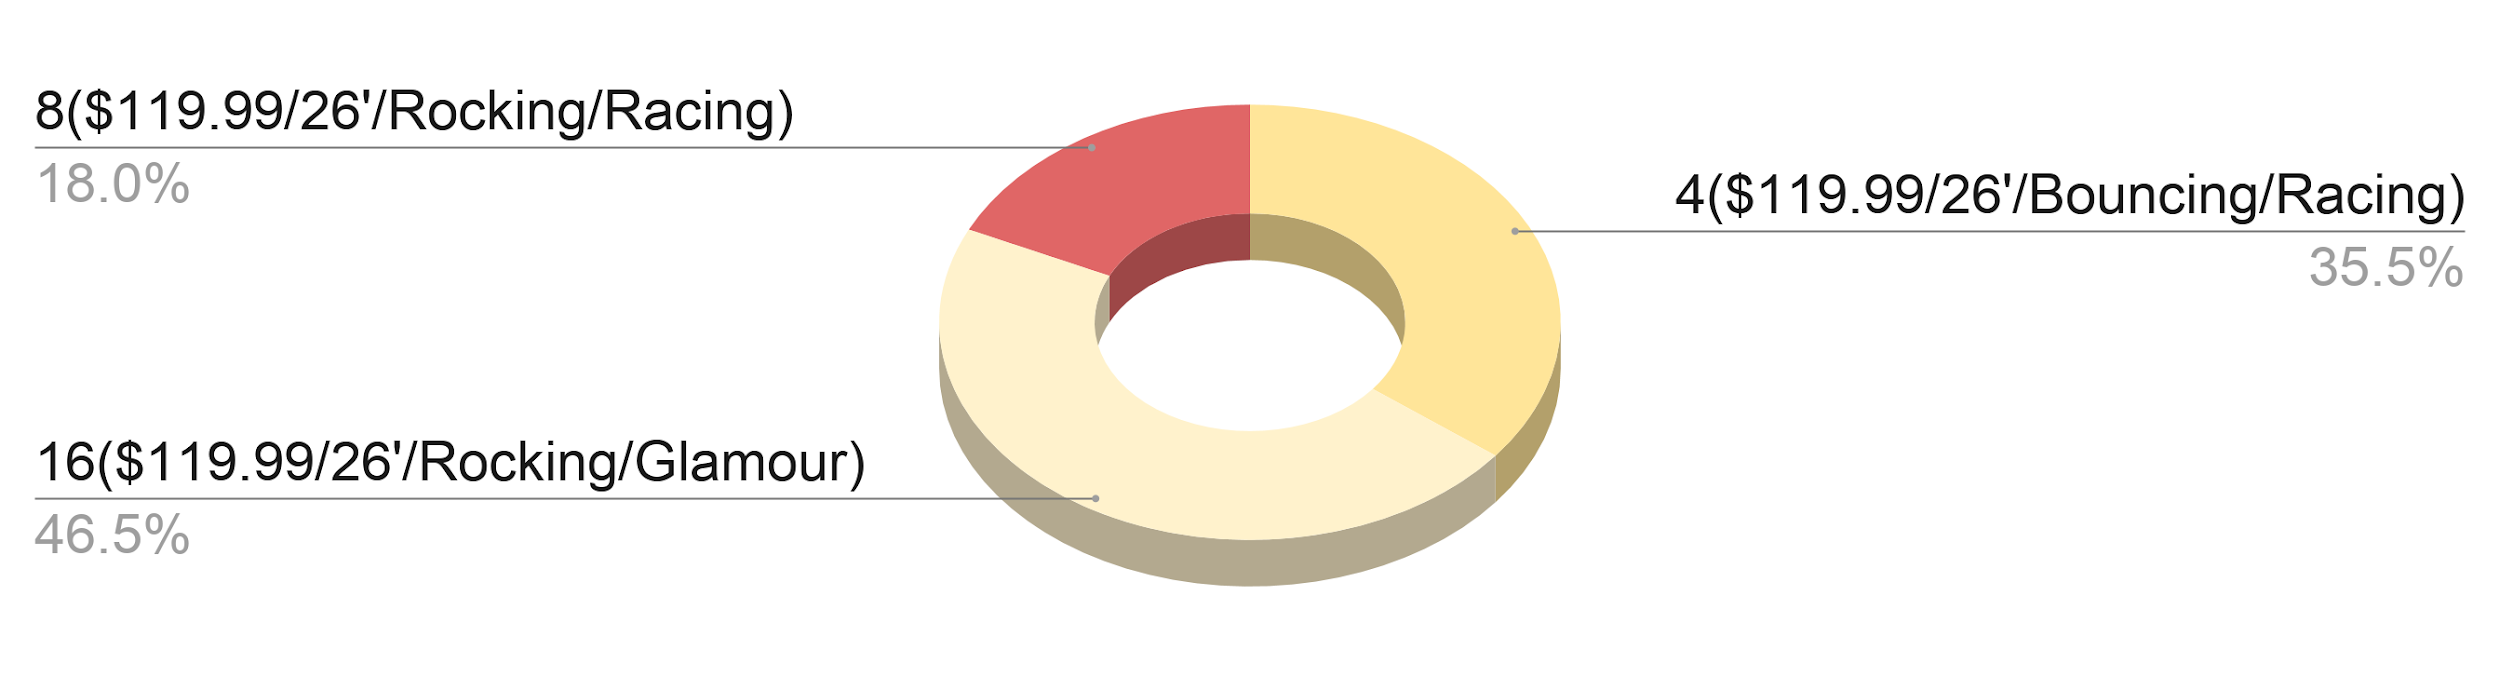 8($119.99/26'/Rocking/Racing)
18.0%
4($119.99/26'/Bouncing/Racing)
35.5%
16($119.99/26'/Rocking/Glamour)
46.5%